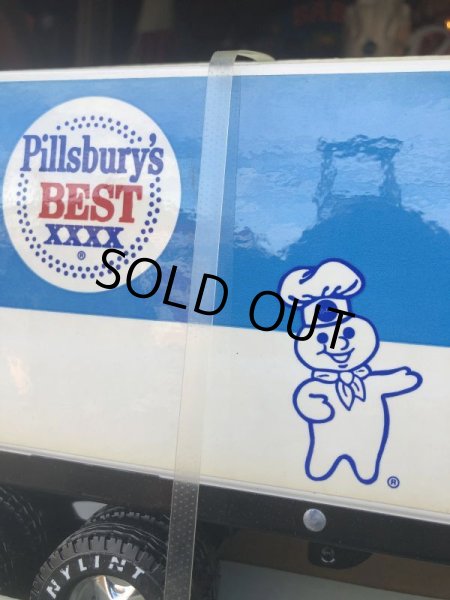 Pillsbury's
BEST
XXXX
®
SOLD OUT
®
NYLINT